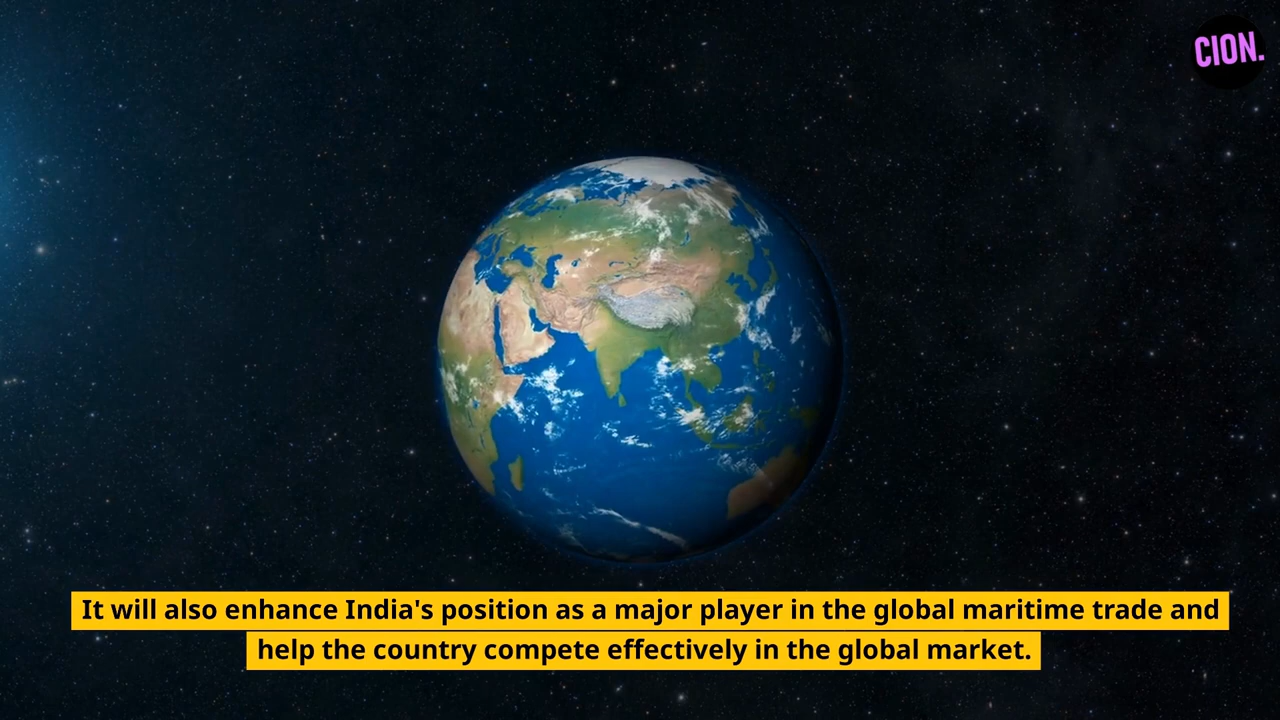 CION.
It will also enhance India's position as a major player in the global maritime trade and
help the country compete effectively in the global market.